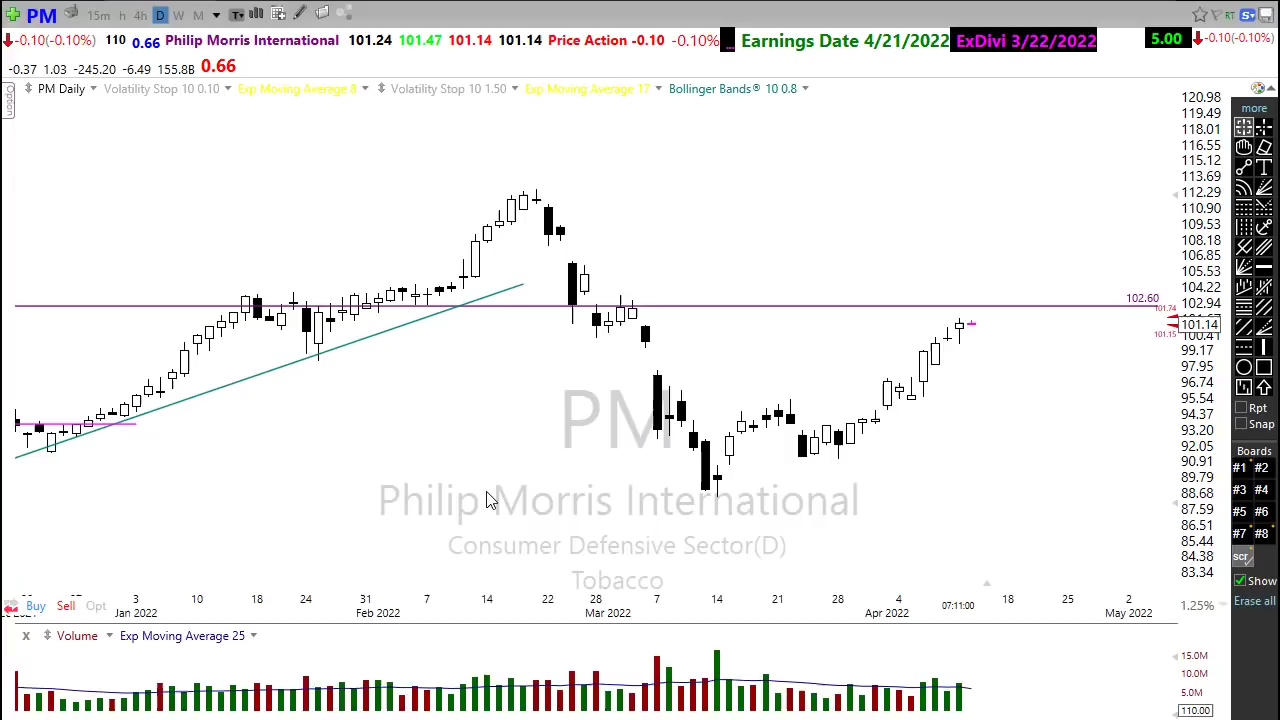 PM 15m h 4h D W M T
RT S
-0.10(-0.10%) 110 0.66 Philip Morris International 101.24 101.47 101.14 101.14 Price Action -0.10 -0.10% ... Earnings Date 4/21/2022 ExDivi 3/22/2022 5.00 -0.10(-0.10%)
-0.37 1.03 -245.20 -6.49 155.8B 0.66
Option
PM Daily Volatility Stop 10 0.10 Exp Moving Average 8 Volatility Stop 10 1.50 Exp Moving Average 17 Bollinger Bands® 10 0.8
120.98
119.49
118.01
116.55
115.12
113.69
112.29
110.90
109.53
108.18
106.85
105.53
104.22
102.94
102.60
101.74
101.14
101.15
100.41
99.17
97.95
96.74
95.54
94.37
93.20
92.05
90.91
89.79
88.68
87.59
86.51
85.44
84.38
83.34
more
Rpt
Snap
Boards
#1 #2
#3 #4
#5 #6
#7 #8
scr
Show
Erase all
PM
Philip Morris International
Consumer Defensive Sector(D)
Tobacco
3 10 18 24 31 7 14 22 28 7 14 21 28 4 07:11:00 18 25 2
Jan 2022 Feb 2022 Mar 2022 Apr 2022 May 2022
Buy Sell Opt
1.25%
x Volume Exp Moving Average 25
15.0M
10.0M
5.0M
110.00